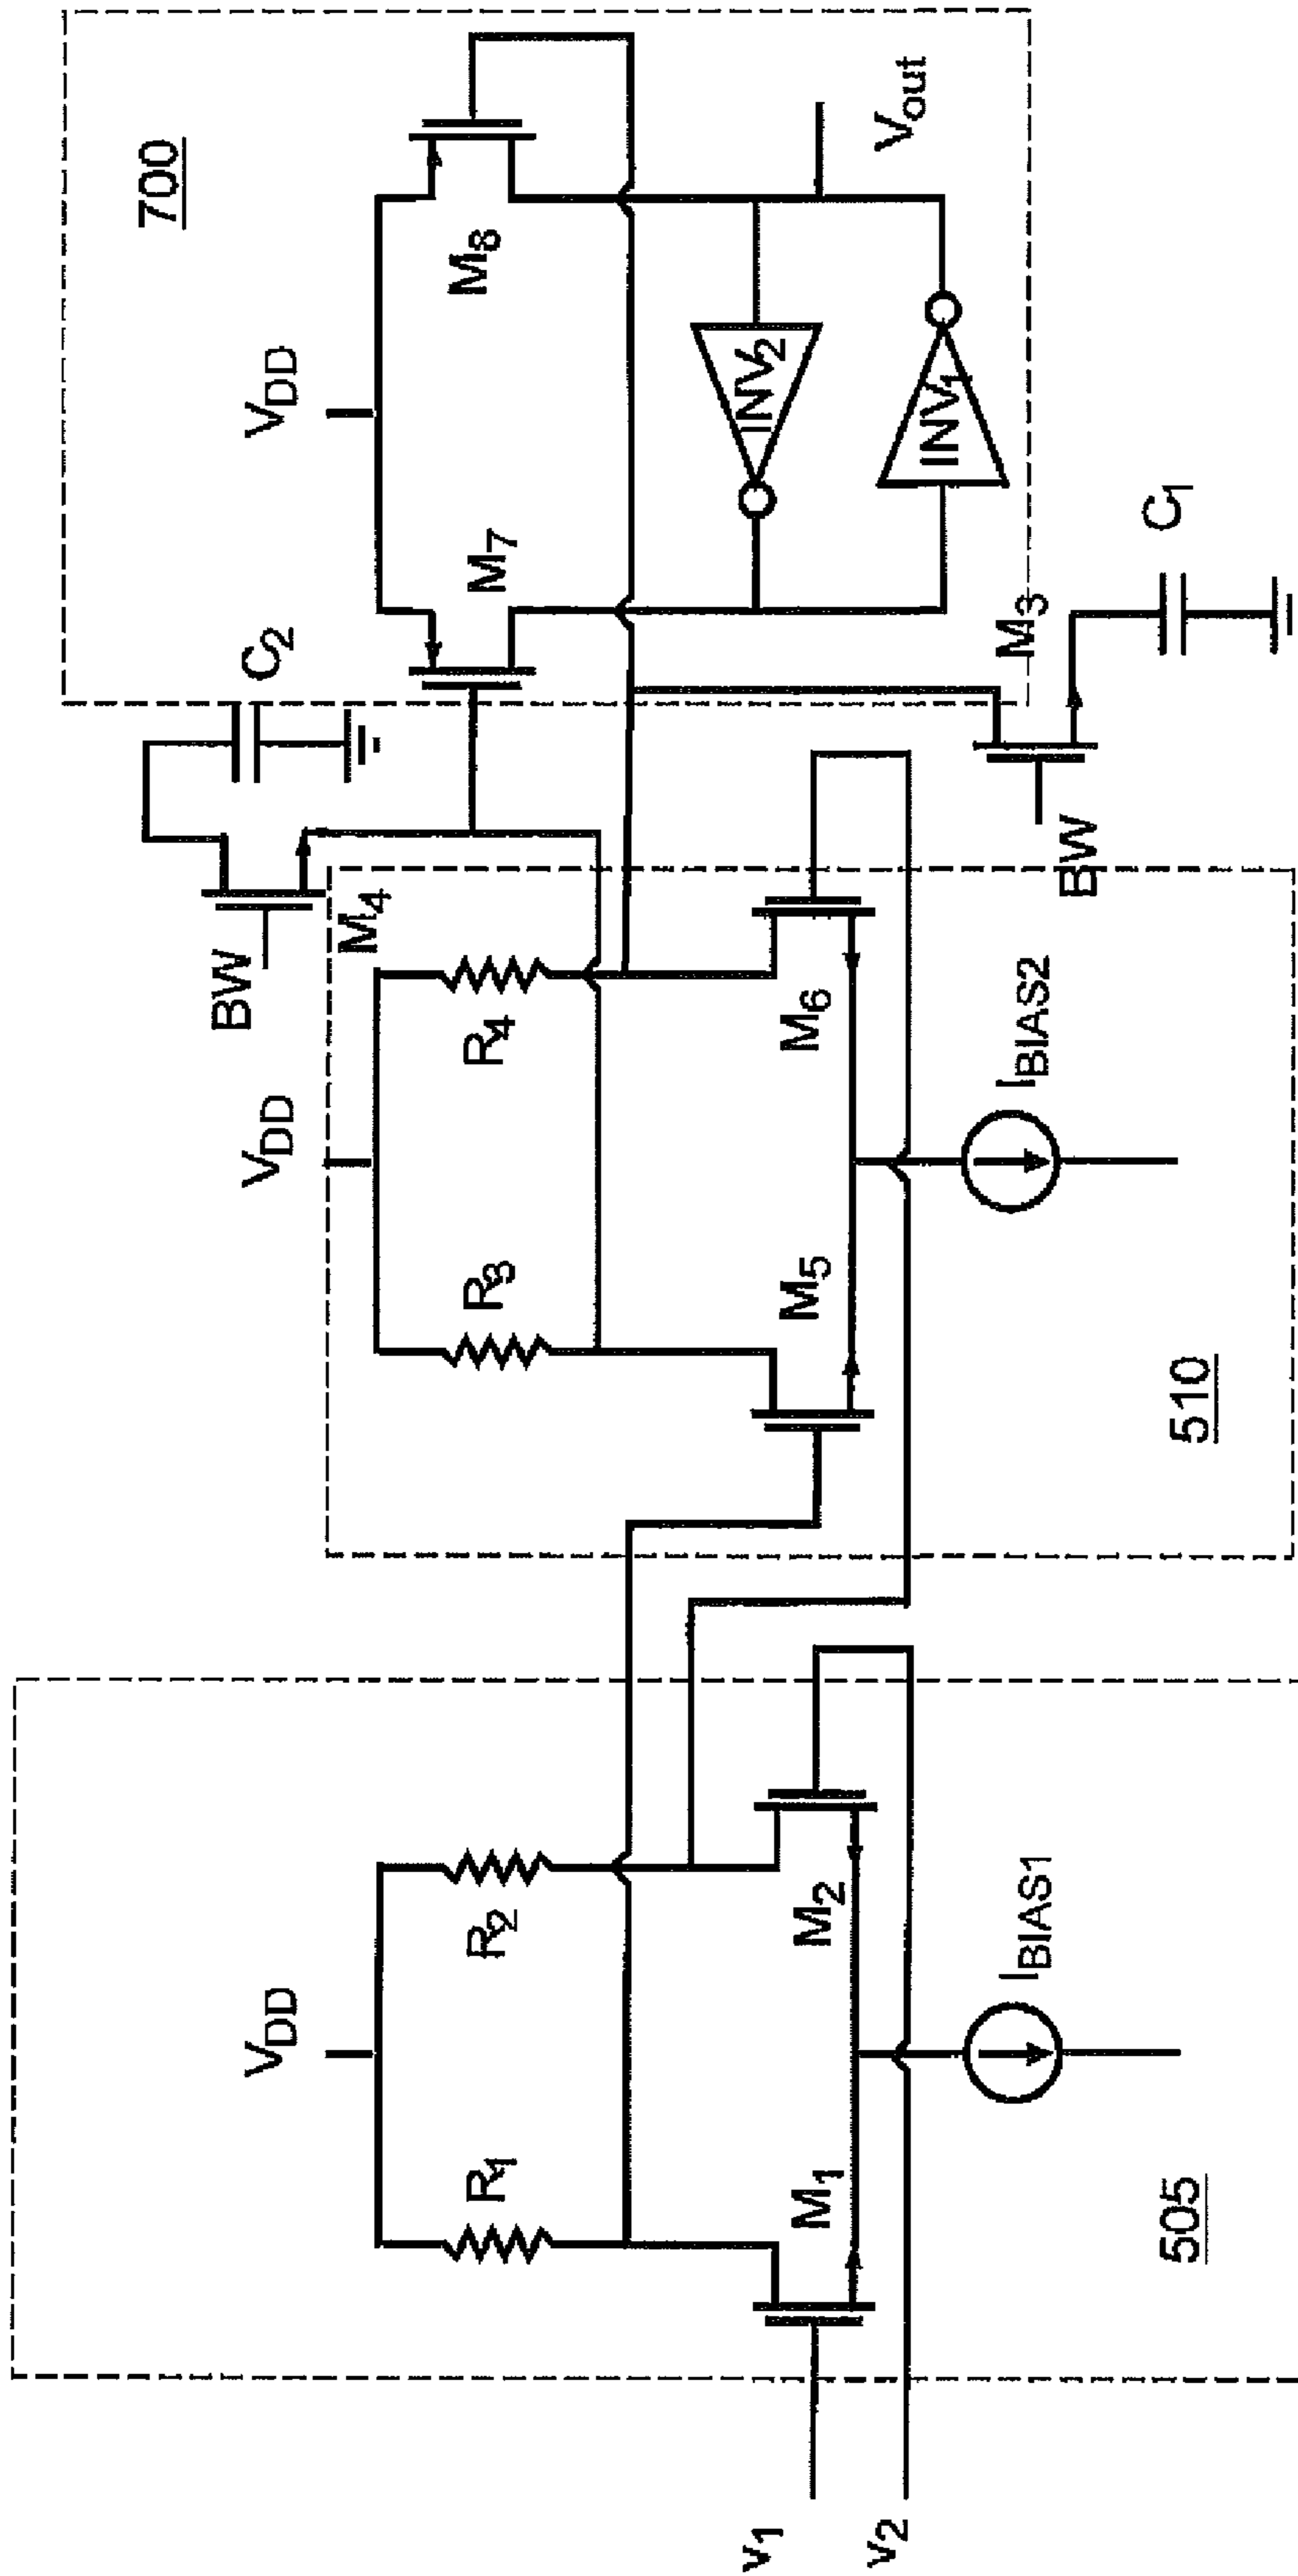 V1
V2
505
VDD
R1
R2
M1
M2
IBIAS1
510
VDD
R3
R4
M5
M6
IBIAS2
BW
M4
C2
BW
M3
C1
700
VDD
M7
M8
INV2
INV1
Vout